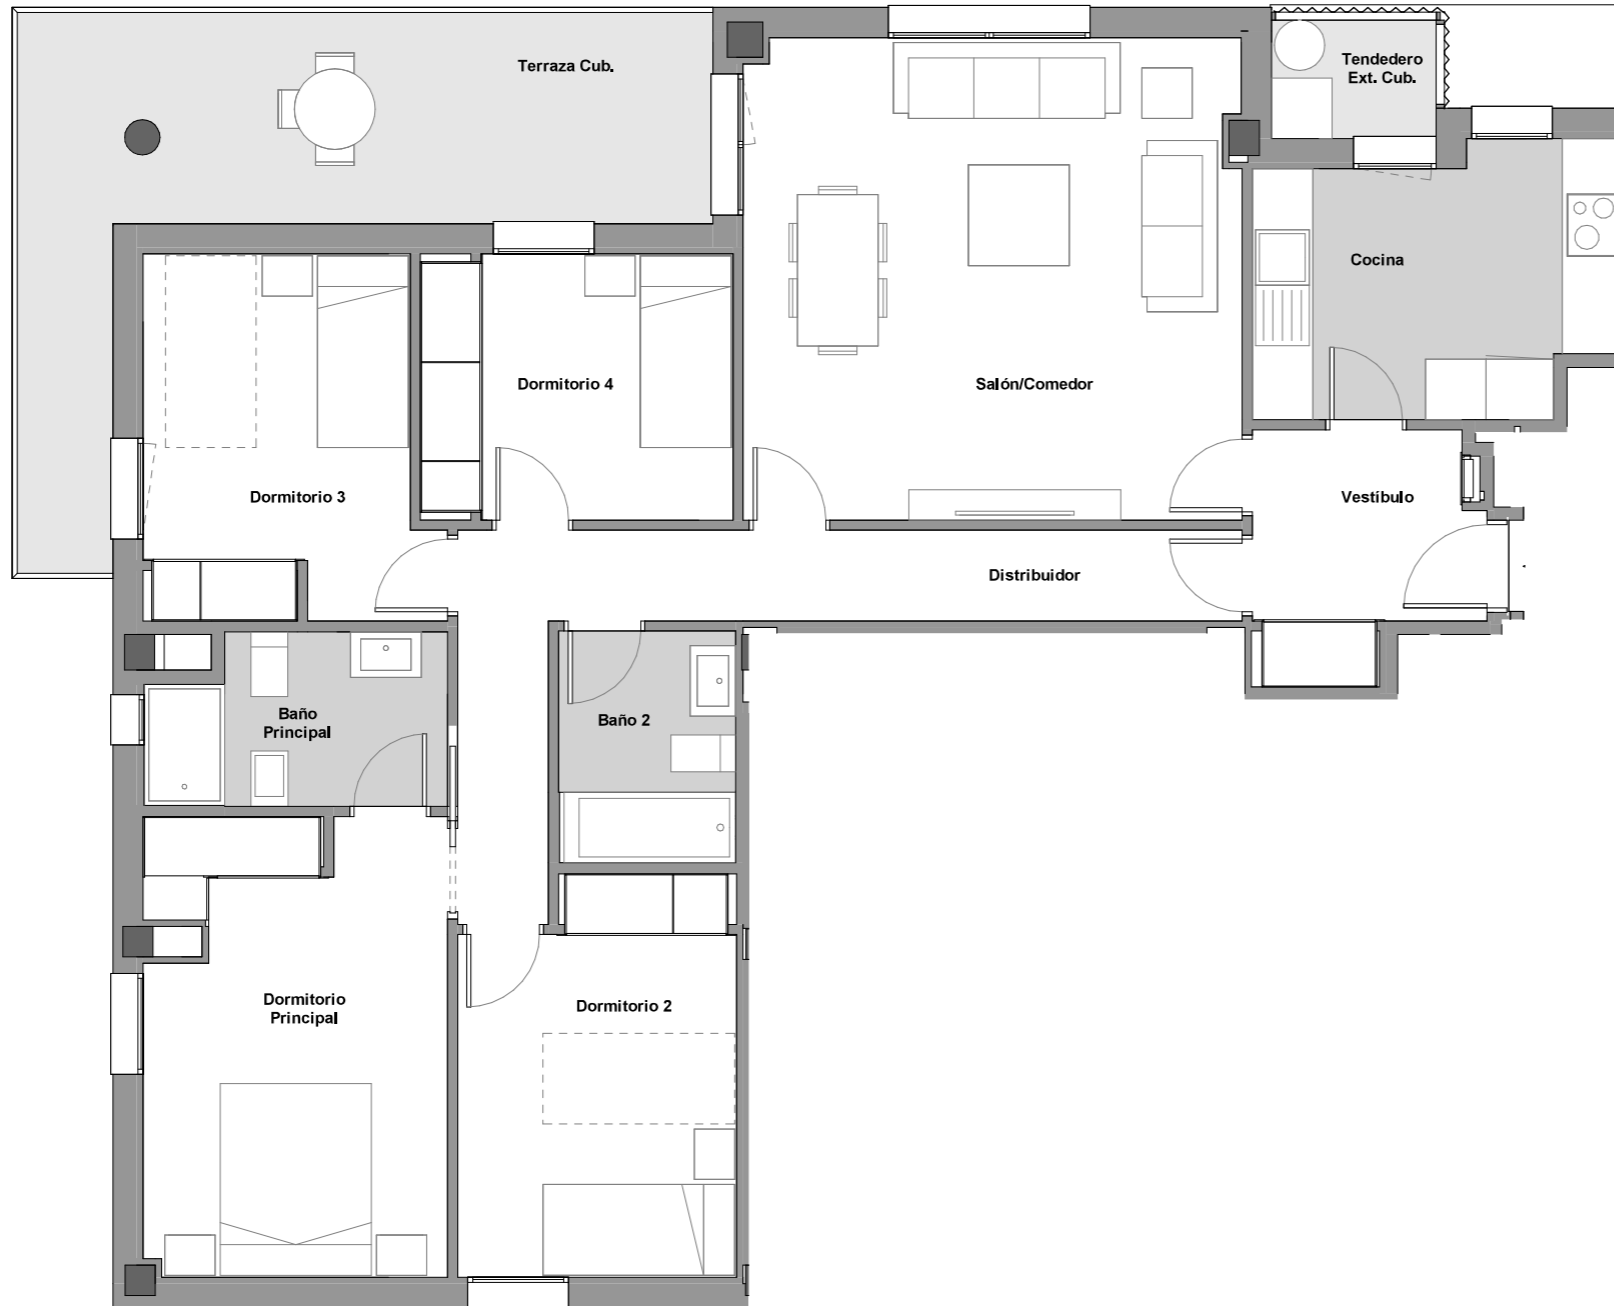 Terraza Cub.
Tendedero
Ext. Cub.
Cocina
Dormitorio 4
Salón/Comedor
Dormitorio 3
Vestíbulo
Distribuidor
Baño
Principal
Baño 2
Dormitorio
Principal
Dormitorio 2